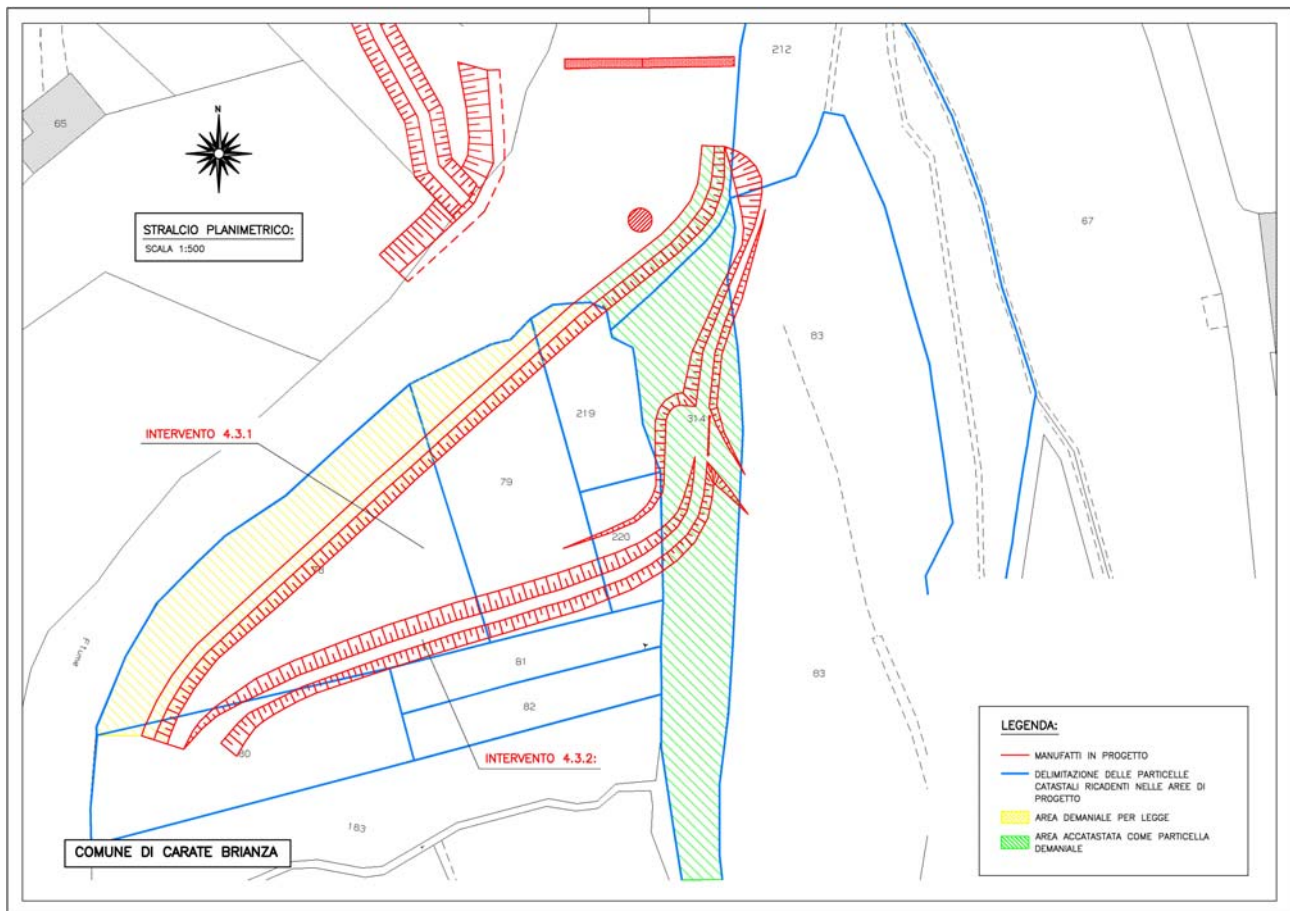 212
65
N
STRALCIO PLANIMETRICO:
SCALA 1:500
67
83
219
314
INTERVENTO 4.3.1
79
220
78
Fiume
81
83
82
80
INTERVENTO 4.3.2:
183
COMUNE DI CARATE BRIANZA
LEGENDA:
MANUFATTI IN PROGETTO
DELIMITAZIONE DELLE PARTICELLE
CATASTALI RICADENTI NELLE AREE DI
PROGETTO
AREA DEMANIALE PER LEGGE
AREA ACCATASTATA COME PARTICELLA
DEMANIALE